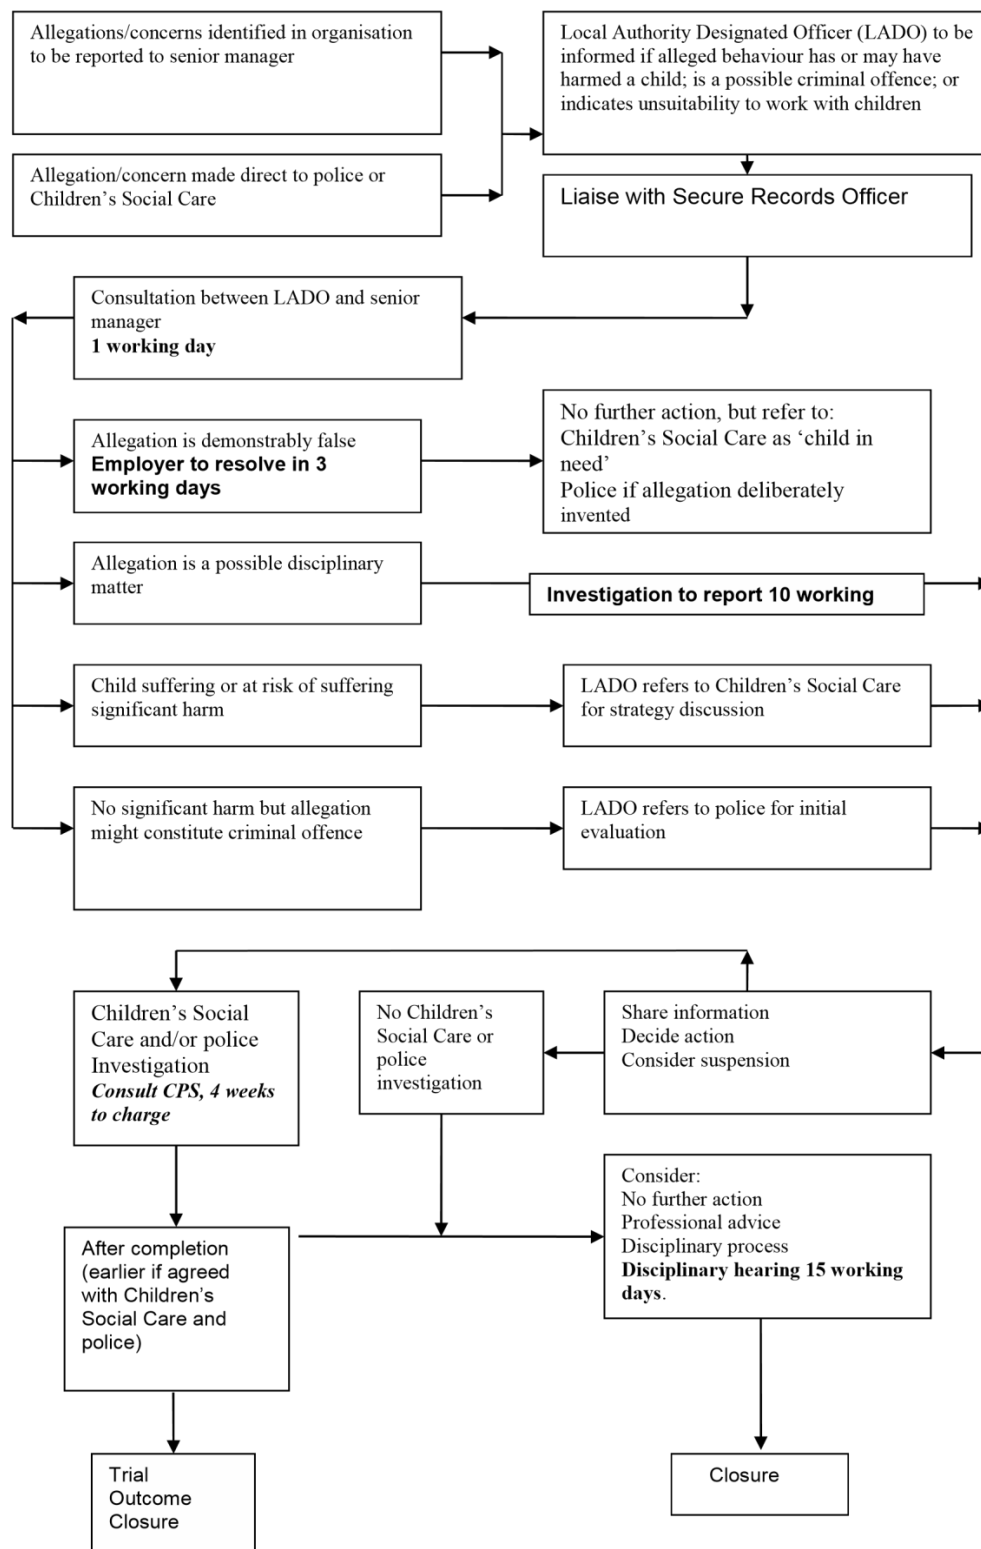 Allegations/concerns identified in organisation
to be reported to senior manager
Local Authority Designated Officer (LADO) to be
informed if alleged behaviour has or may have
harmed a child; is a possible criminal offence; or
indicates unsuitability to work with children
Allegation/concern made direct to police or
Children’s Social Care
Liaise with Secure Records Officer
Consultation between LADO and senior
manager
1 working day
Allegation is demonstrably false
Employer to resolve in 3
working days
No further action, but refer to:
Children’s Social Care as ‘child in
need’
Police if allegation deliberately
invented
Allegation is a possible disciplinary
matter
Investigation to report 10 working
Child suffering or at risk of suffering
significant harm
LADO refers to Children’s Social Care
for strategy discussion
No significant harm but allegation
might constitute criminal offence
LADO refers to police for initial
evaluation
Children’s Social
Care and/or police
Investigation
Consult CPS, 4 weeks
to charge
No Children’s
Social Care or
police
investigation
Share information
Decide action
Consider suspension
After completion
(earlier if agreed
with Children’s
Social Care and
police)
Consider:
No further action
Professional advice
Disciplinary process
Disciplinary hearing 15 working
days.
Trial
Outcome
Closure
Closure